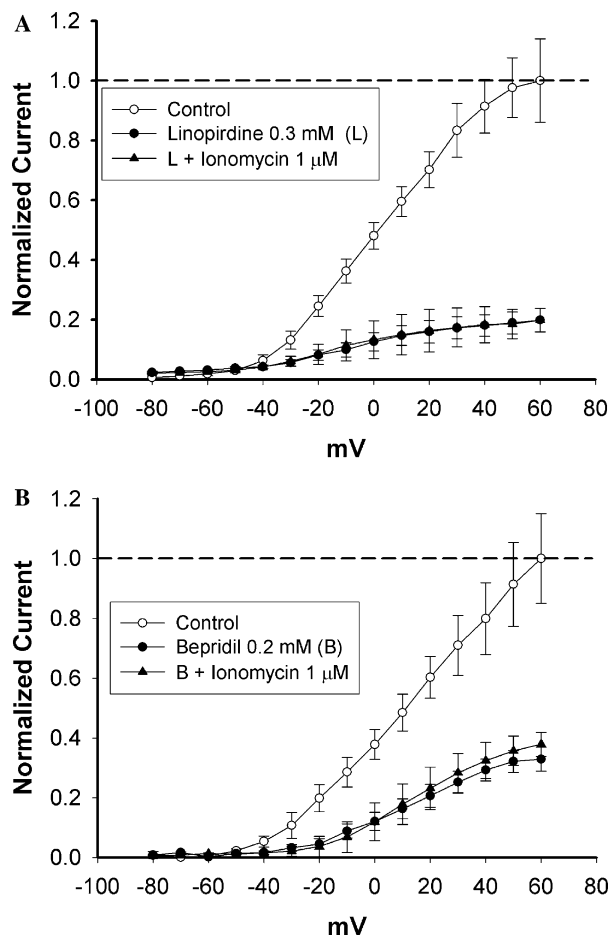 A
Normalized Current
1.2
1.0
0.8
0.6
0.4
0.2
0.0
Control
Linopirdine 0.3 mM (L)
L + Ionomycin 1 μM
-100 -80 -60 -40 -20 0 20 40 60 80
mV
B
Normalized Current
1.2
1.0
0.8
0.6
0.4
0.2
0.0
Control
Bepridil 0.2 mM (B)
B + Ionomycin 1 μM
-100 -80 -60 -40 -20 0 20 40 60 80
mV